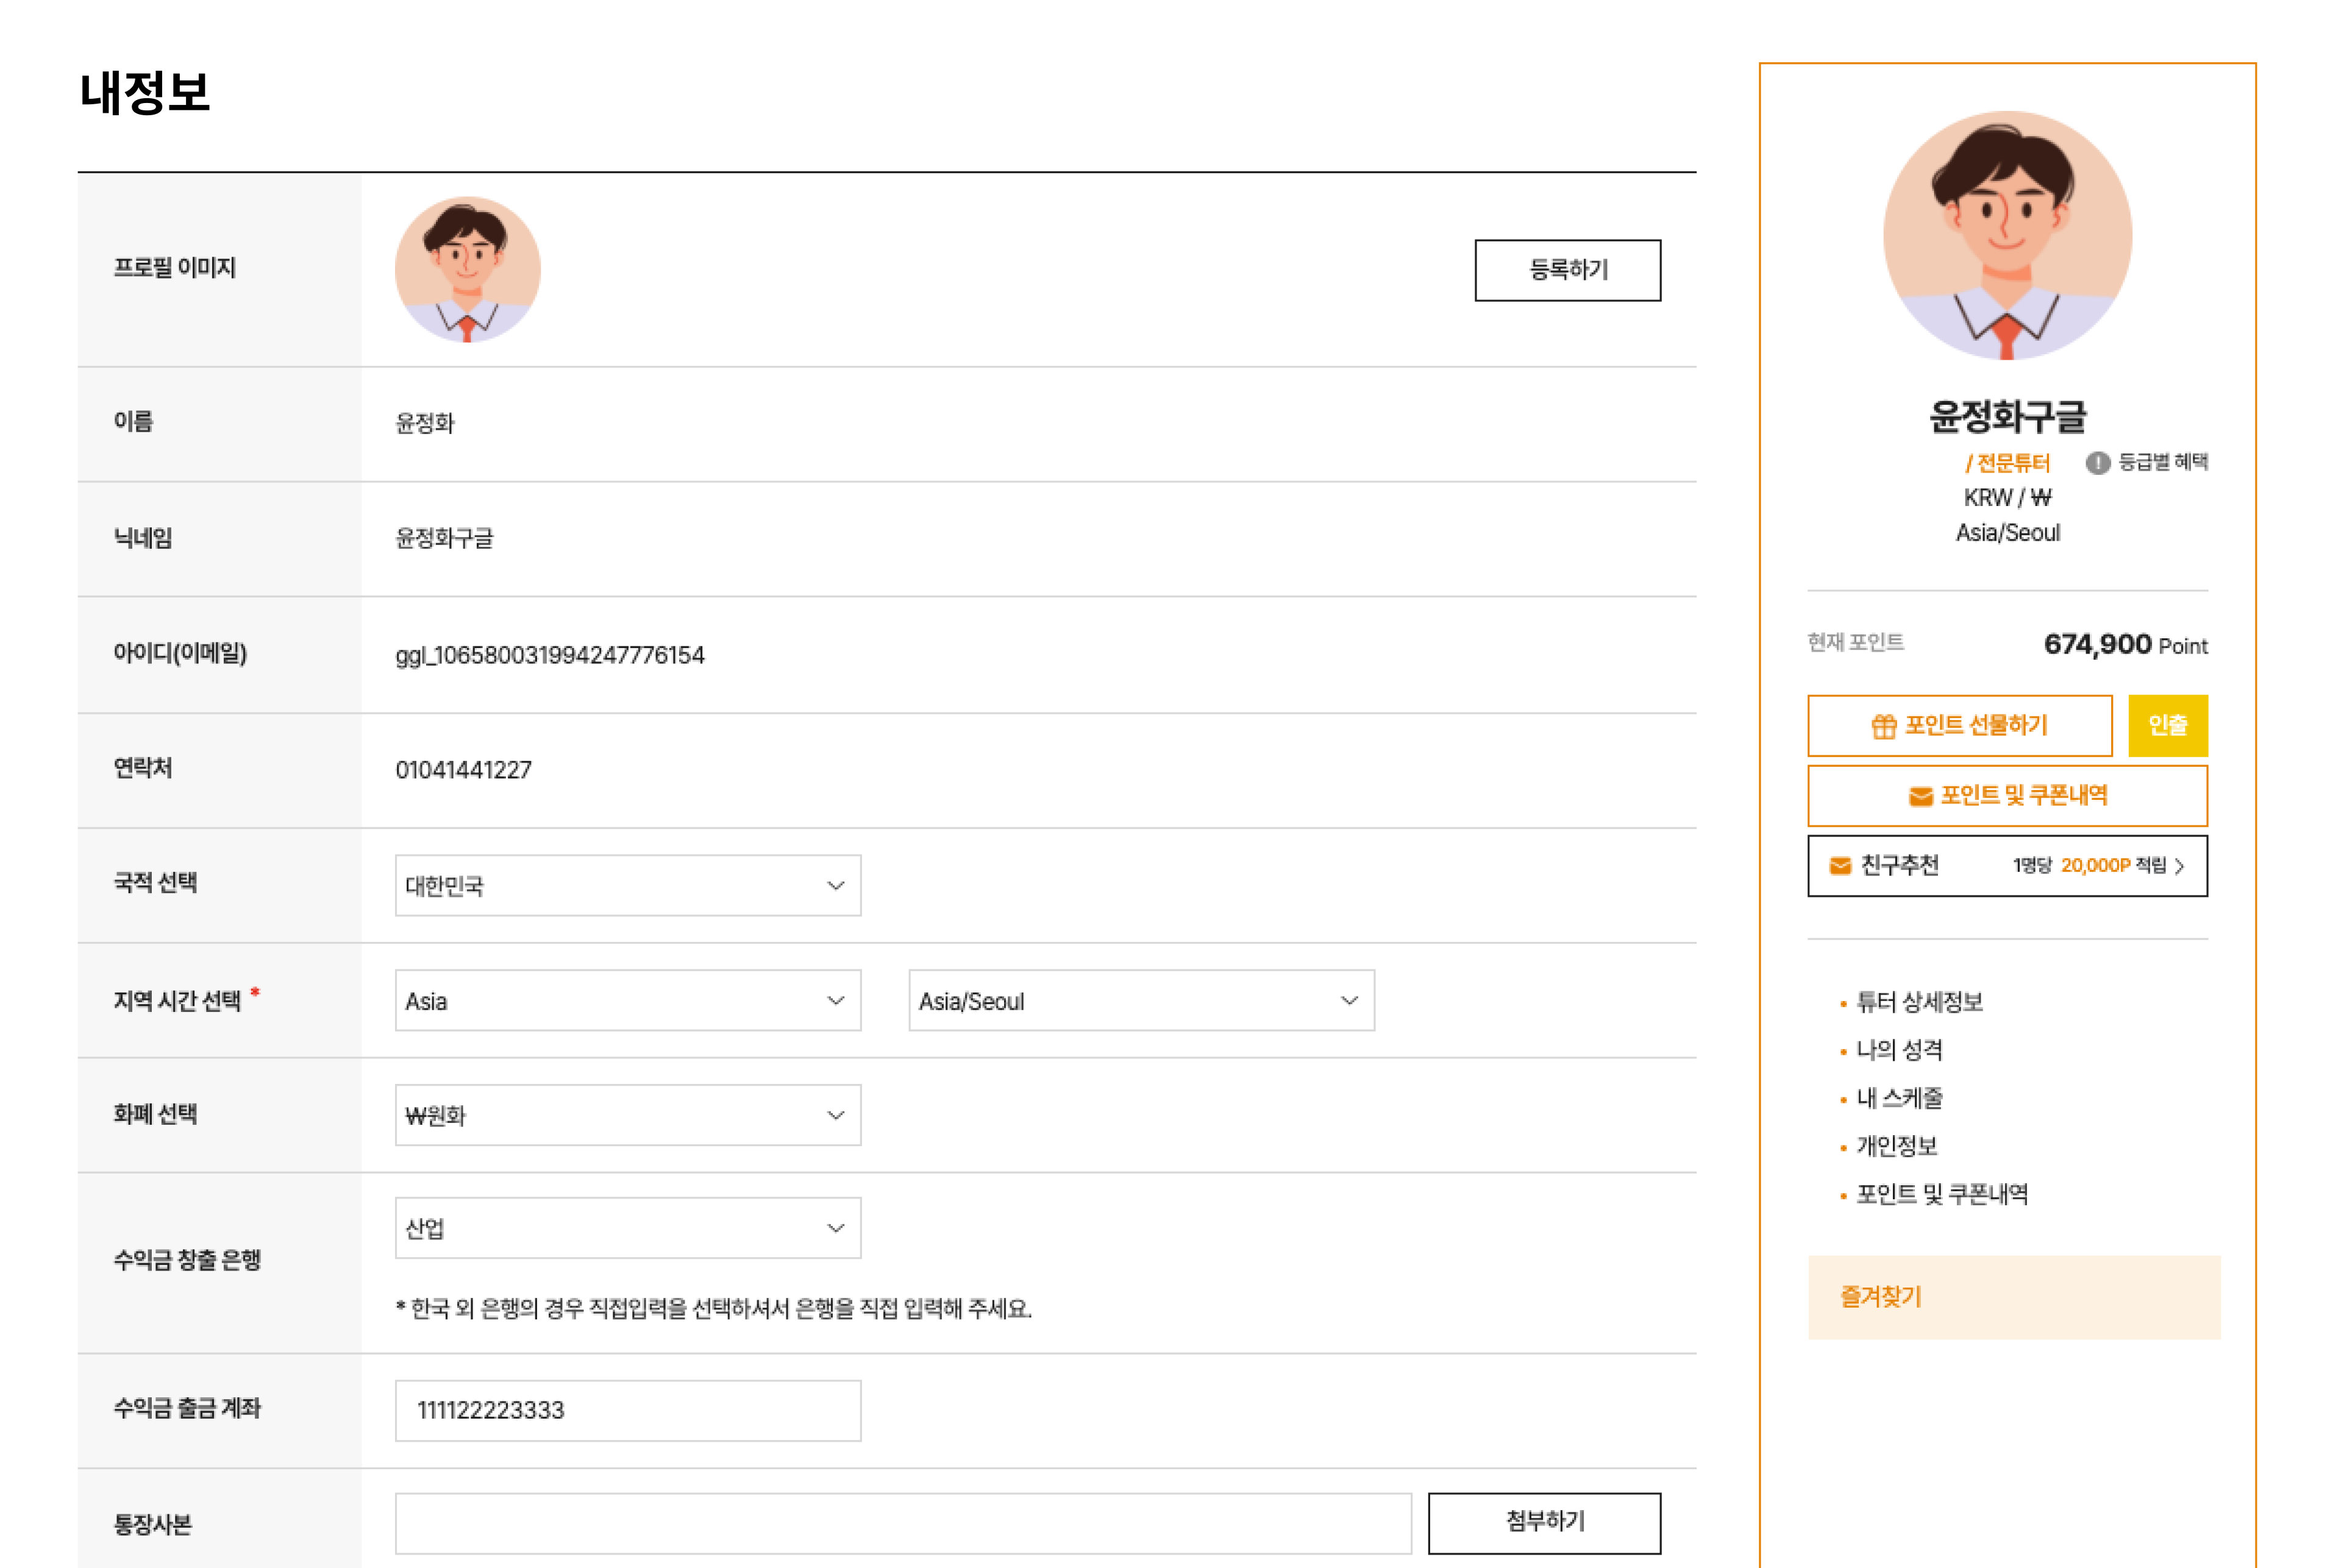 내정보
프로필 이미지
등록하기
이름
윤정화
닉네임
윤정화구글
아이디(이메일)
ggl_106580031994247776154
연락처
01041441227
국적 선택
대한민국
지역 시간 선택 *
Asia
Asia/Seoul
화폐 선택
₩원화
수익금 창출 은행
산업
* 한국 외 은행의 경우 직접입력을 선택하셔서 은행을 직접 입력해 주세요.
수익금 출금 계좌
111122223333
통장사본
첨부하기
윤정화구글
/ 전문튜터
! 등급별 혜택
KRW / ₩
Asia/Seoul
현재 포인트
674,900 Point
포인트 선물하기
인출
포인트 및 쿠폰내역
친구추천 1명당 20,000P 적립 >
• 튜터 상세정보
• 나의 성격
• 내 스케줄
• 개인정보
• 포인트 및 쿠폰내역
즐겨찾기